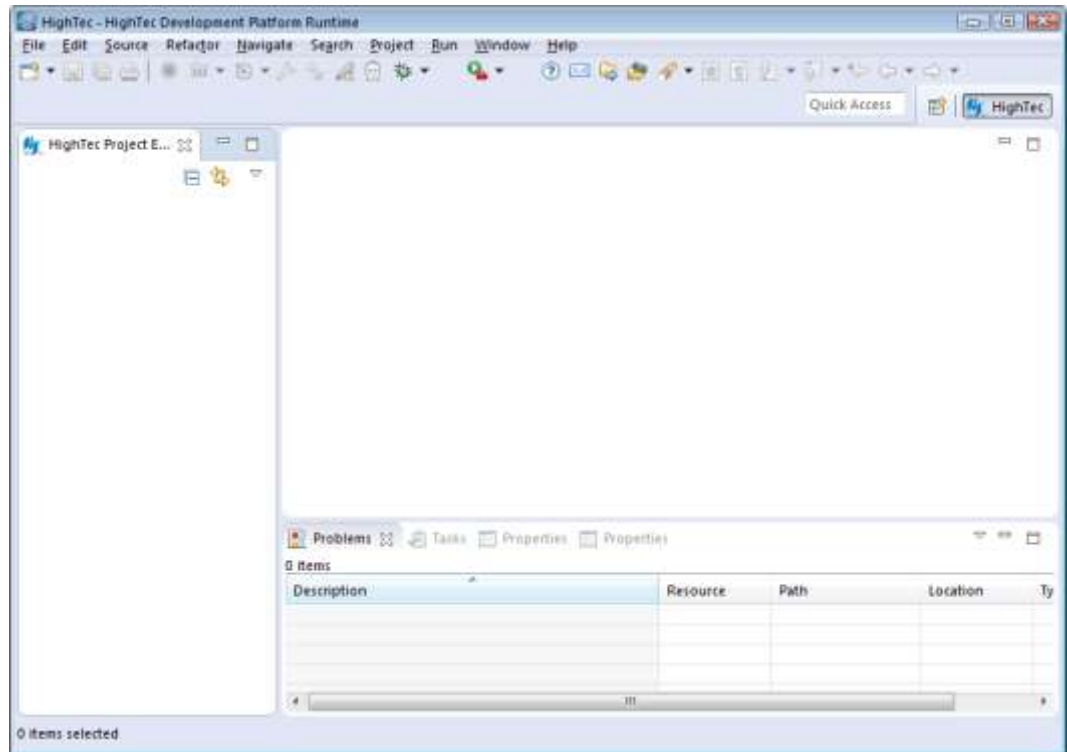 HighTec - HighTec Development Platform Runtime
File Edit Source Refactor Navigate Search Project Run Window Help
Quick Access HighTec
HighTec Project E...
Problems Tasks Properties Properties
0 items
Description Resource Path Location Ty
0 items selected